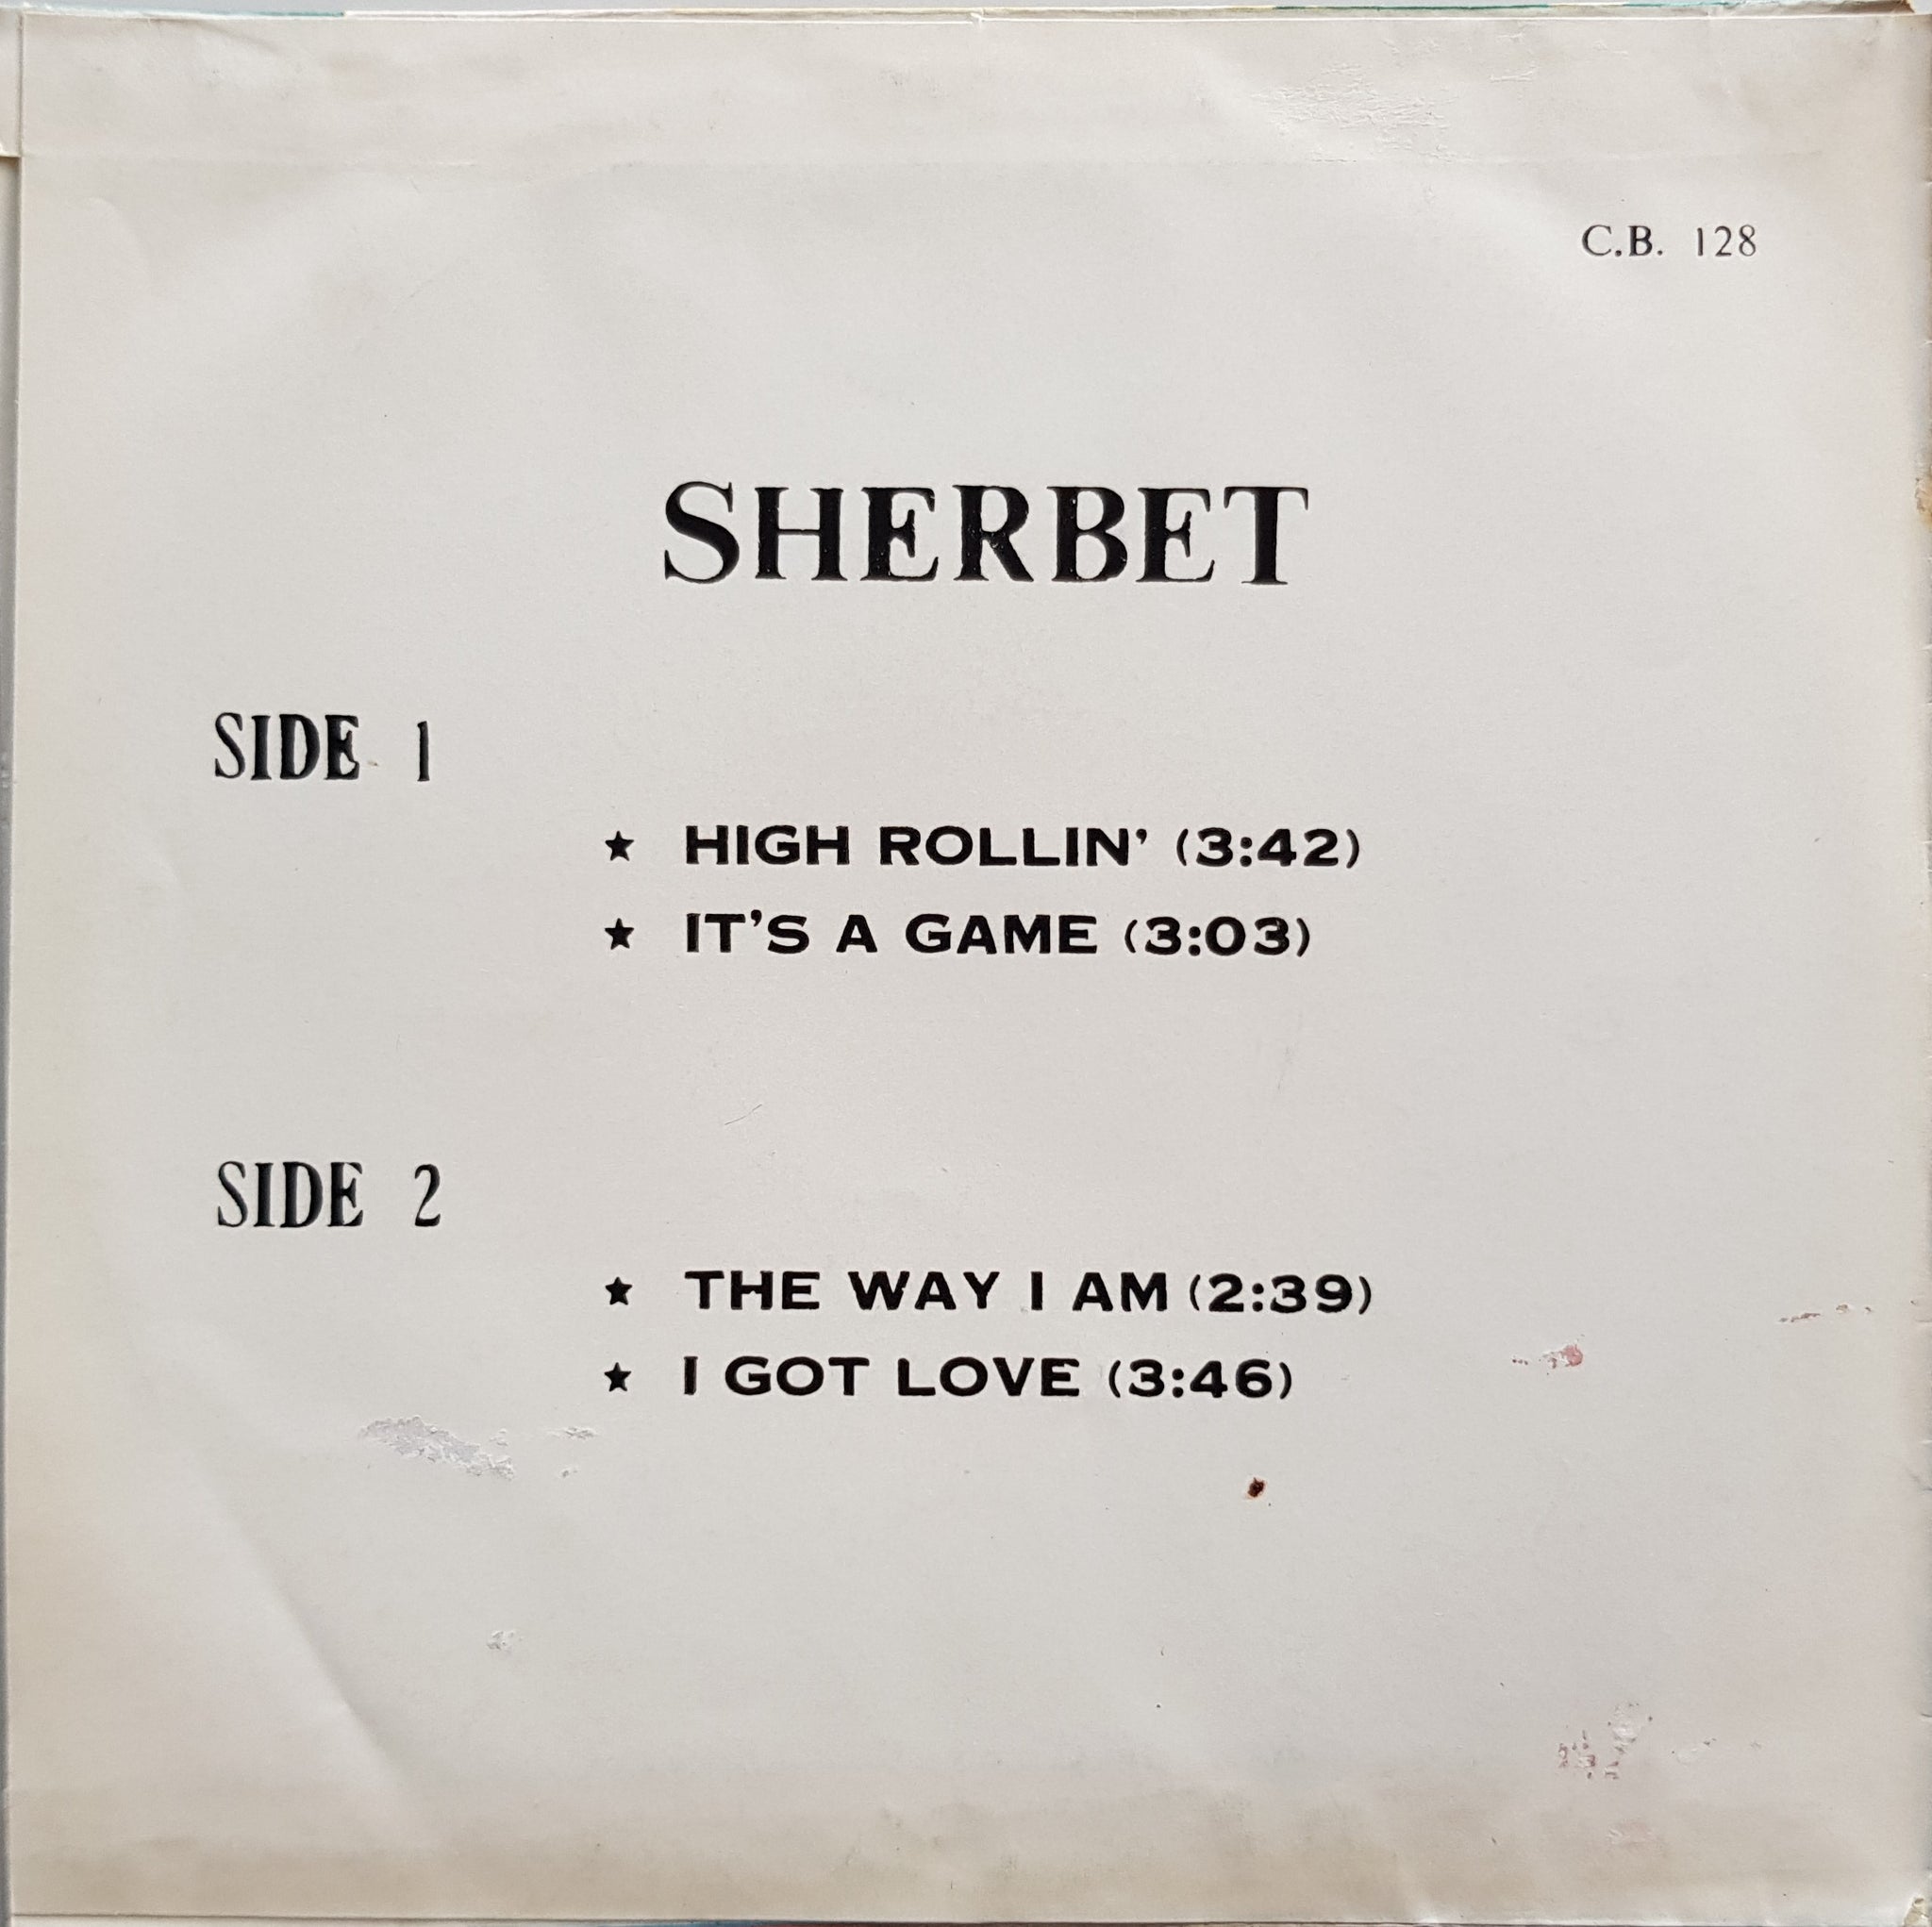 C.B. 128
SHERBET
SIDE 1
★ HIGH ROLLIN' (3:42)
★ IT'S A GAME (3:03)
SIDE 2
★ THE WAY I AM (2:39)
★ I GOT LOVE (3:46)